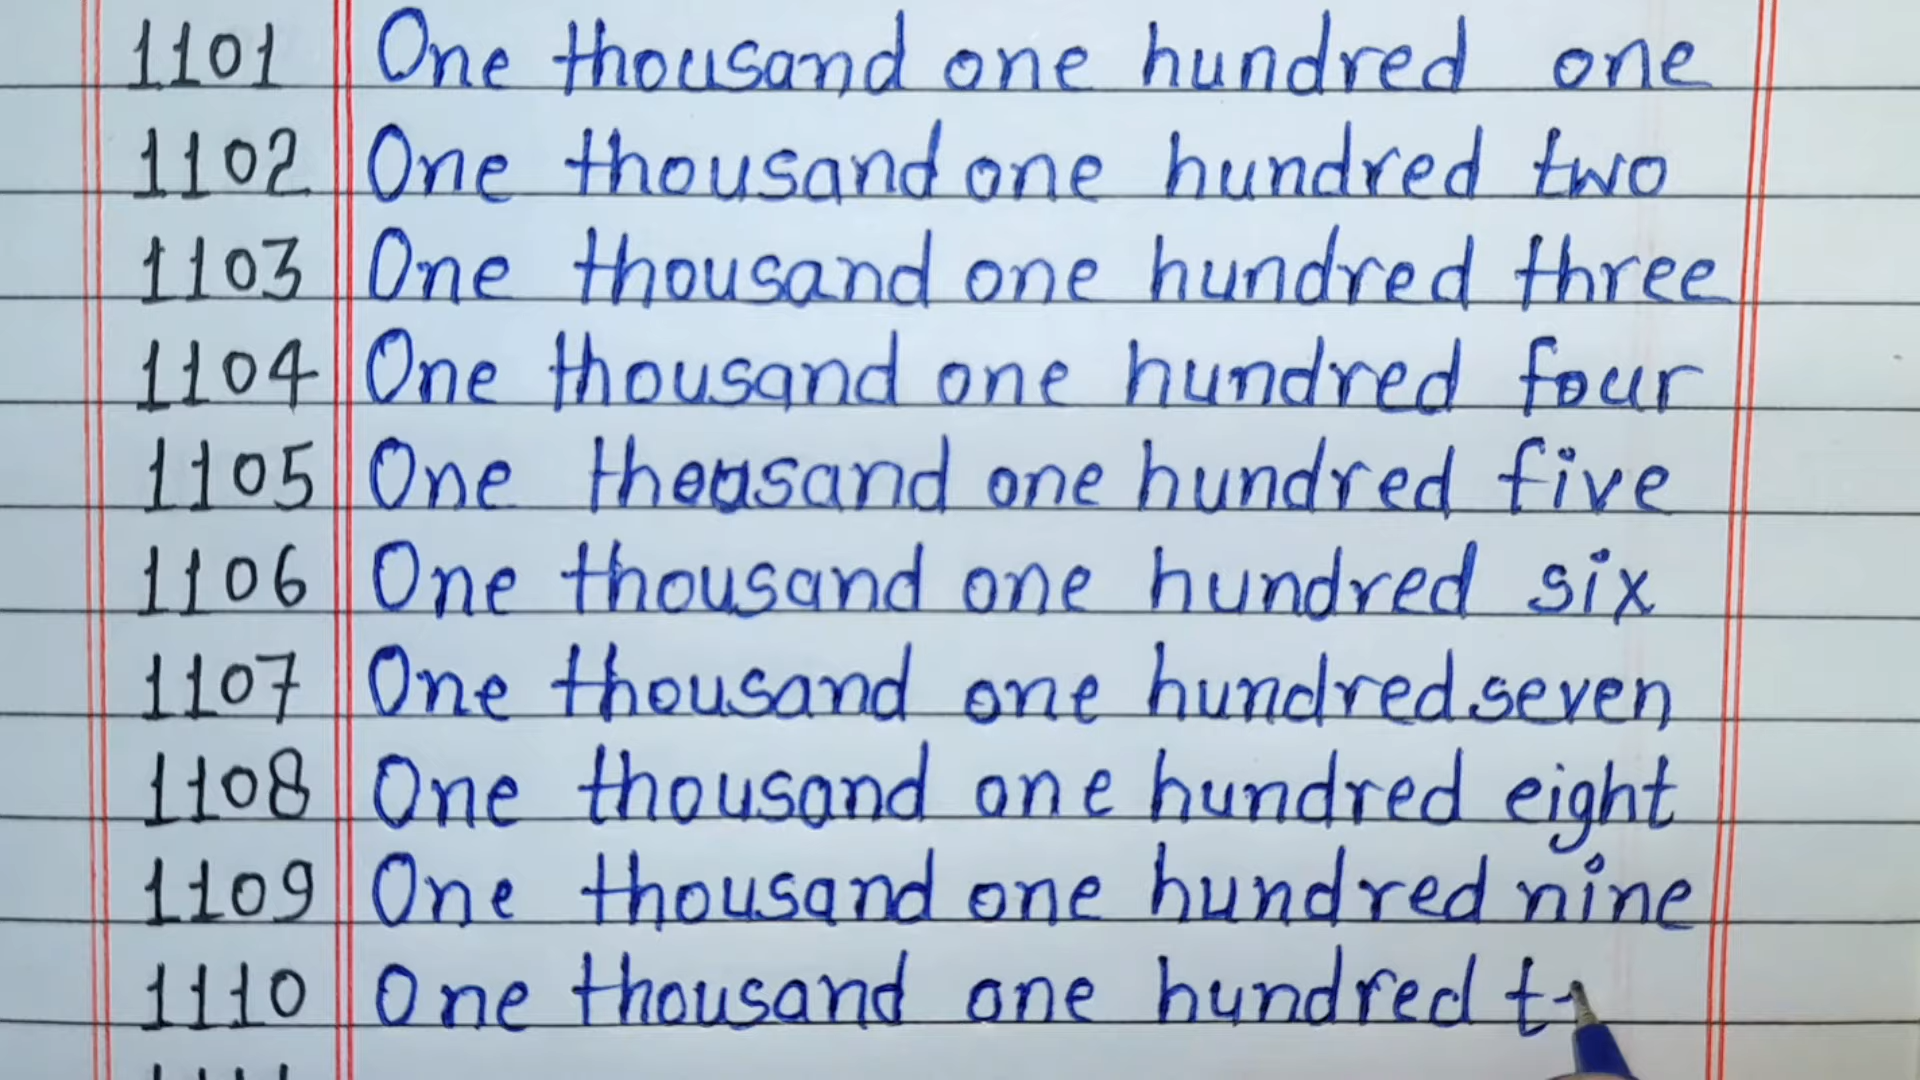 1101 One thousand one hundred one
1102 One thousand one hundred two
1103 One thousand one hundred three
1104 One thousand one hundred four
1105 One thousand one hundred five
1106 One thousand one hundred six
1107 One thousand one hundred seven
1108 One thousand one hundred eight
1109 One thousand one hundred nine
1110 One thousand one hundred